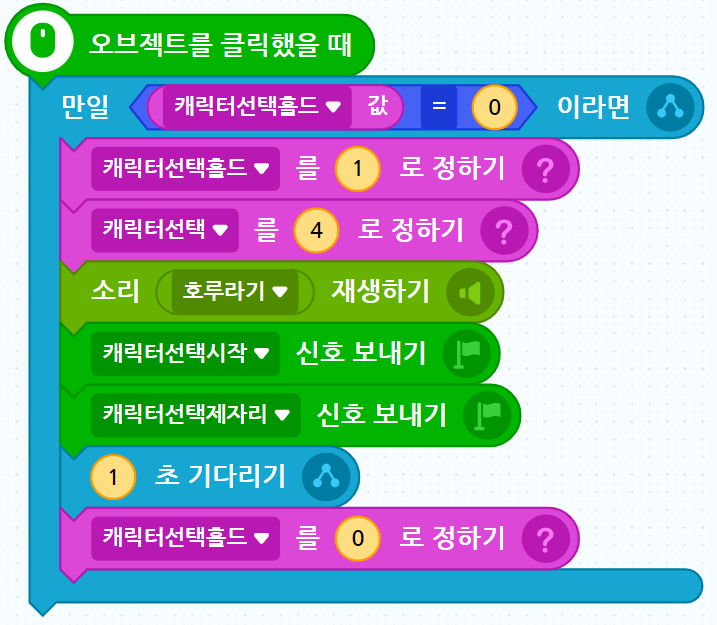 오브젝트를 클릭했을 때
만일 캐릭터선택홀드 값 = 0 이라면
캐릭터선택홀드 를 1 로 정하기 ?
캐릭터선택 를 4 로 정하기 ?
소리 호루라기 재생하기
캐릭터선택시작 신호 보내기
캐릭터선택제자리 신호 보내기
1 초 기다리기
캐릭터선택홀드 를 0 로 정하기 ?